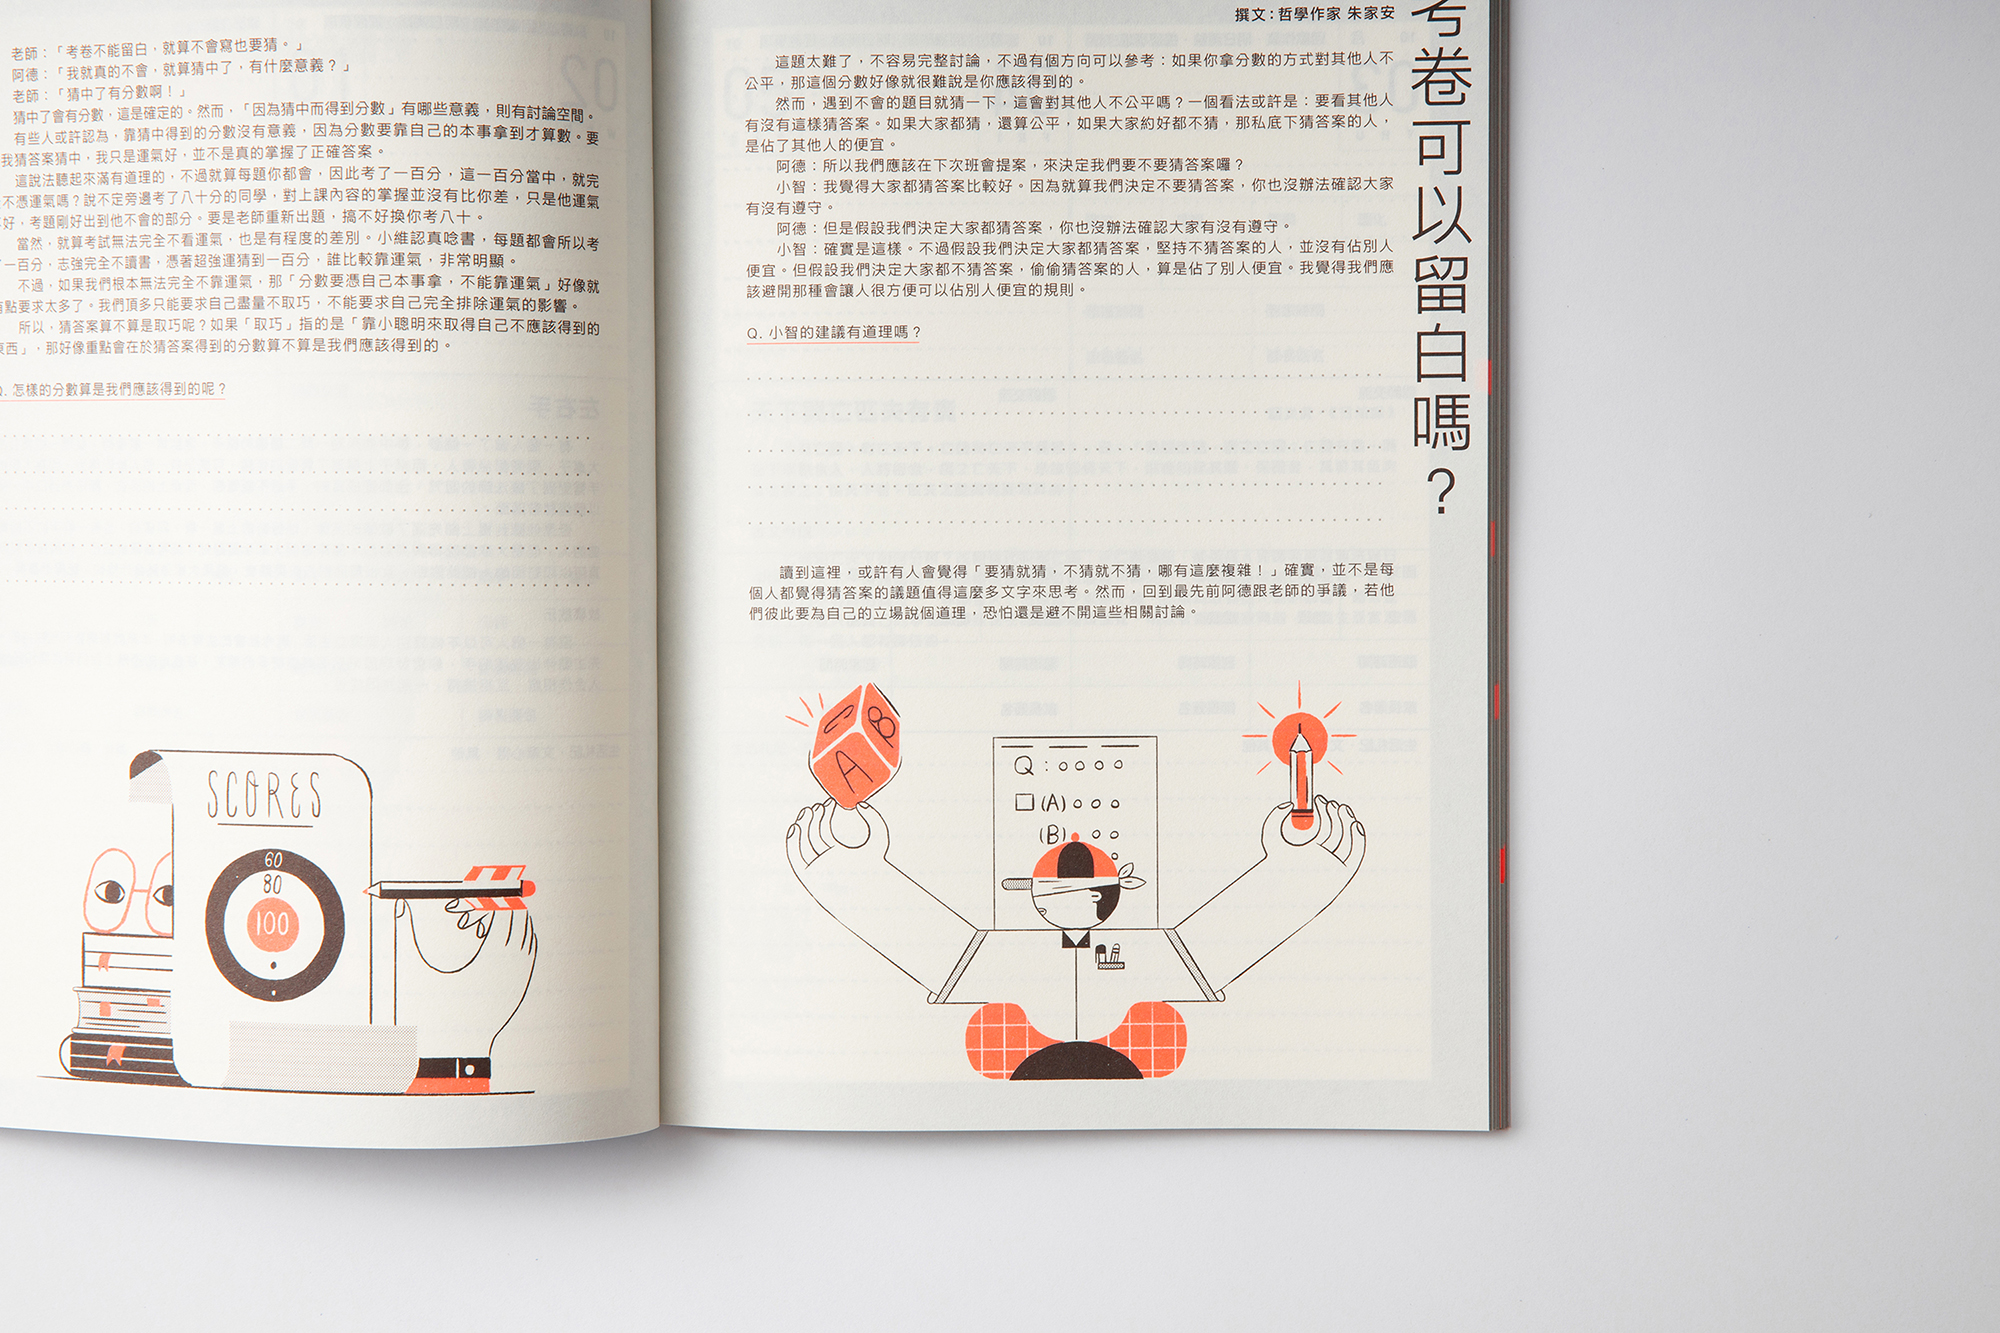 老師：「考卷不能留白，就算不會寫也要猜。」
阿德：「我就真的不會，就算猜中了，有什麼意義？」
老師：「猜中了有分數啊！」
猜中了會有分數，這是確定的。然而，「因為猜中而得到分數」有哪些意義，則有討論空間。
有些人或許認為，靠猜中得到的分數沒有意義，因為分數要靠自己的本事拿到才算數。要
我猜答案猜中，我只是運氣好，並不是真的掌握了正確答案。
這說法聽起來滿有道理的，不過就算每題你都會，因此考了一百分，這一百分當中，就完
不憑運氣嗎？說不定旁邊考了八十分的同學，對上課內容的掌握並沒有比你差，只是他運氣
好，考題剛好出到他不會的部分。要是老師重新出題，搞不好換你考八十。
當然，就算考試無法完全不看運氣，也是有程度的差別。小維認真唸書，每題都會所以考
一百分，志強完全不讀書，憑著超強運猜到一百分，誰比較靠運氣，非常明顯。
不過，如果我們根本無法完全不靠運氣，那「分數要憑自己本事拿，不能靠運氣」好像就
有點要求太多了。我們頂多只能要求自己盡量不取巧，不能要求自己完全排除運氣的影響。
所以，猜答案算不算是取巧呢？如果「取巧」指的是「靠小聰明來取得自己不應該得到的
東西」，那好像重點會在於猜答案得到的分數算不算是我們應該得到的。
Q. 怎樣的分數算是我們應該得到的呢？
SCORES
60
80
100
考卷可以留白嗎？
撰文：哲學作家 朱家安
這題太難了，不容易完整討論，不過有個方向可以參考：如果你拿分數的方式對其他人不
公平，那這個分數好像就很難說是你應該得到的。
然而，遇到不會的題目就猜一下，這會對其他人不公平嗎？一個看法或許是：要看其他人
有沒有這樣猜答案。如果大家都猜，還算公平，如果大家約好都不猜，那私底下猜答案的人，
是佔了其他人的便宜。
阿德：所以我們應該在下次班會提案，來決定我們要不要猜答案囉？
小智：我覺得大家都猜答案比較好。因為就算我們決定不要猜答案，你也沒辦法確認大家
有沒有遵守。
阿德：但是假設我們決定大家都猜答案，你也沒辦法確認大家有沒有遵守。
小智：確實是這樣。不過假設我們決定大家都猜答案，堅持不猜答案的人，並沒有佔別人
便宜。但假設我們決定大家都不猜答案，偷偷猜答案的人，算是佔了別人便宜。我覺得我們應
該避開那種會讓人很方便可以佔別人便宜的規則。
Q. 小智的建議有道理嗎？
讀到這裡，或許有人會覺得「要猜就猜，不猜就不猜，哪有這麼複雜！」確實，並不是每
個人都覺得猜答案的議題值得這麼多文字來思考。然而，回到最先前阿德跟老師的爭議，若他
們彼此要為自己的立場說個道理，恐怕還是避不開這些相關討論。
A
B
Q：
(A)
(B)